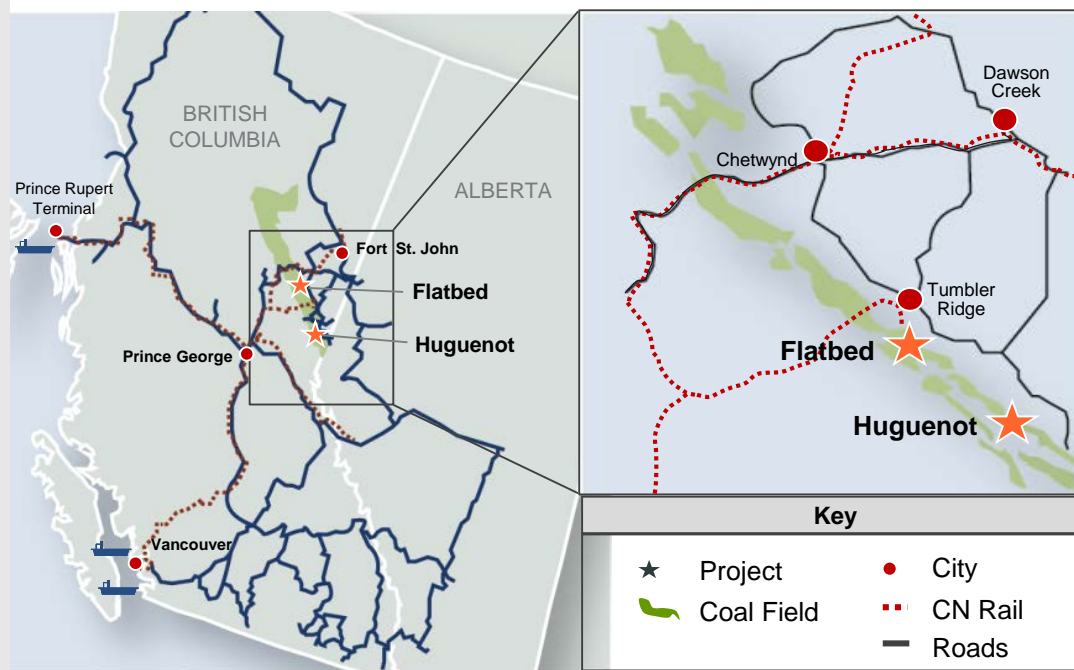 BRITISH
COLUMBIA
ALBERTA
Prince Rupert
Terminal
Fort St. John
Flatbed
Huguenot
Prince George
Vancouver
Dawson
Creek
Chetwynd
Tumbler
Ridge
Flatbed
Huguenot
Key
Project
City
Coal Field
CN Rail
Roads